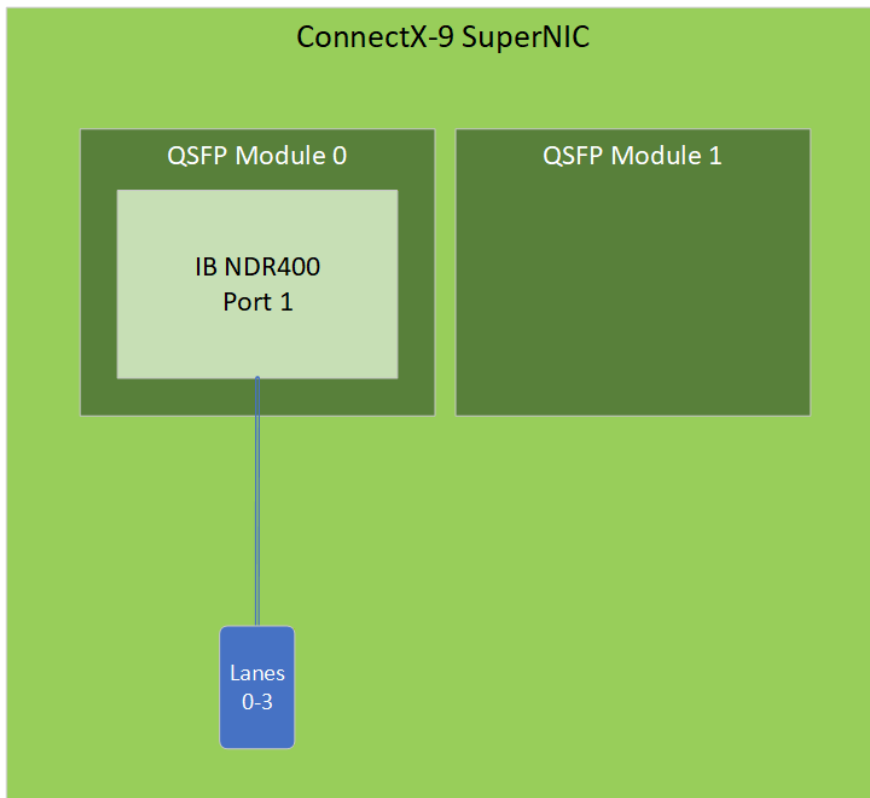 ConnectX-9 SuperNIC
QSFP Module 0
QSFP Module 1
IB NDR400
Port 1
Lanes
0-3